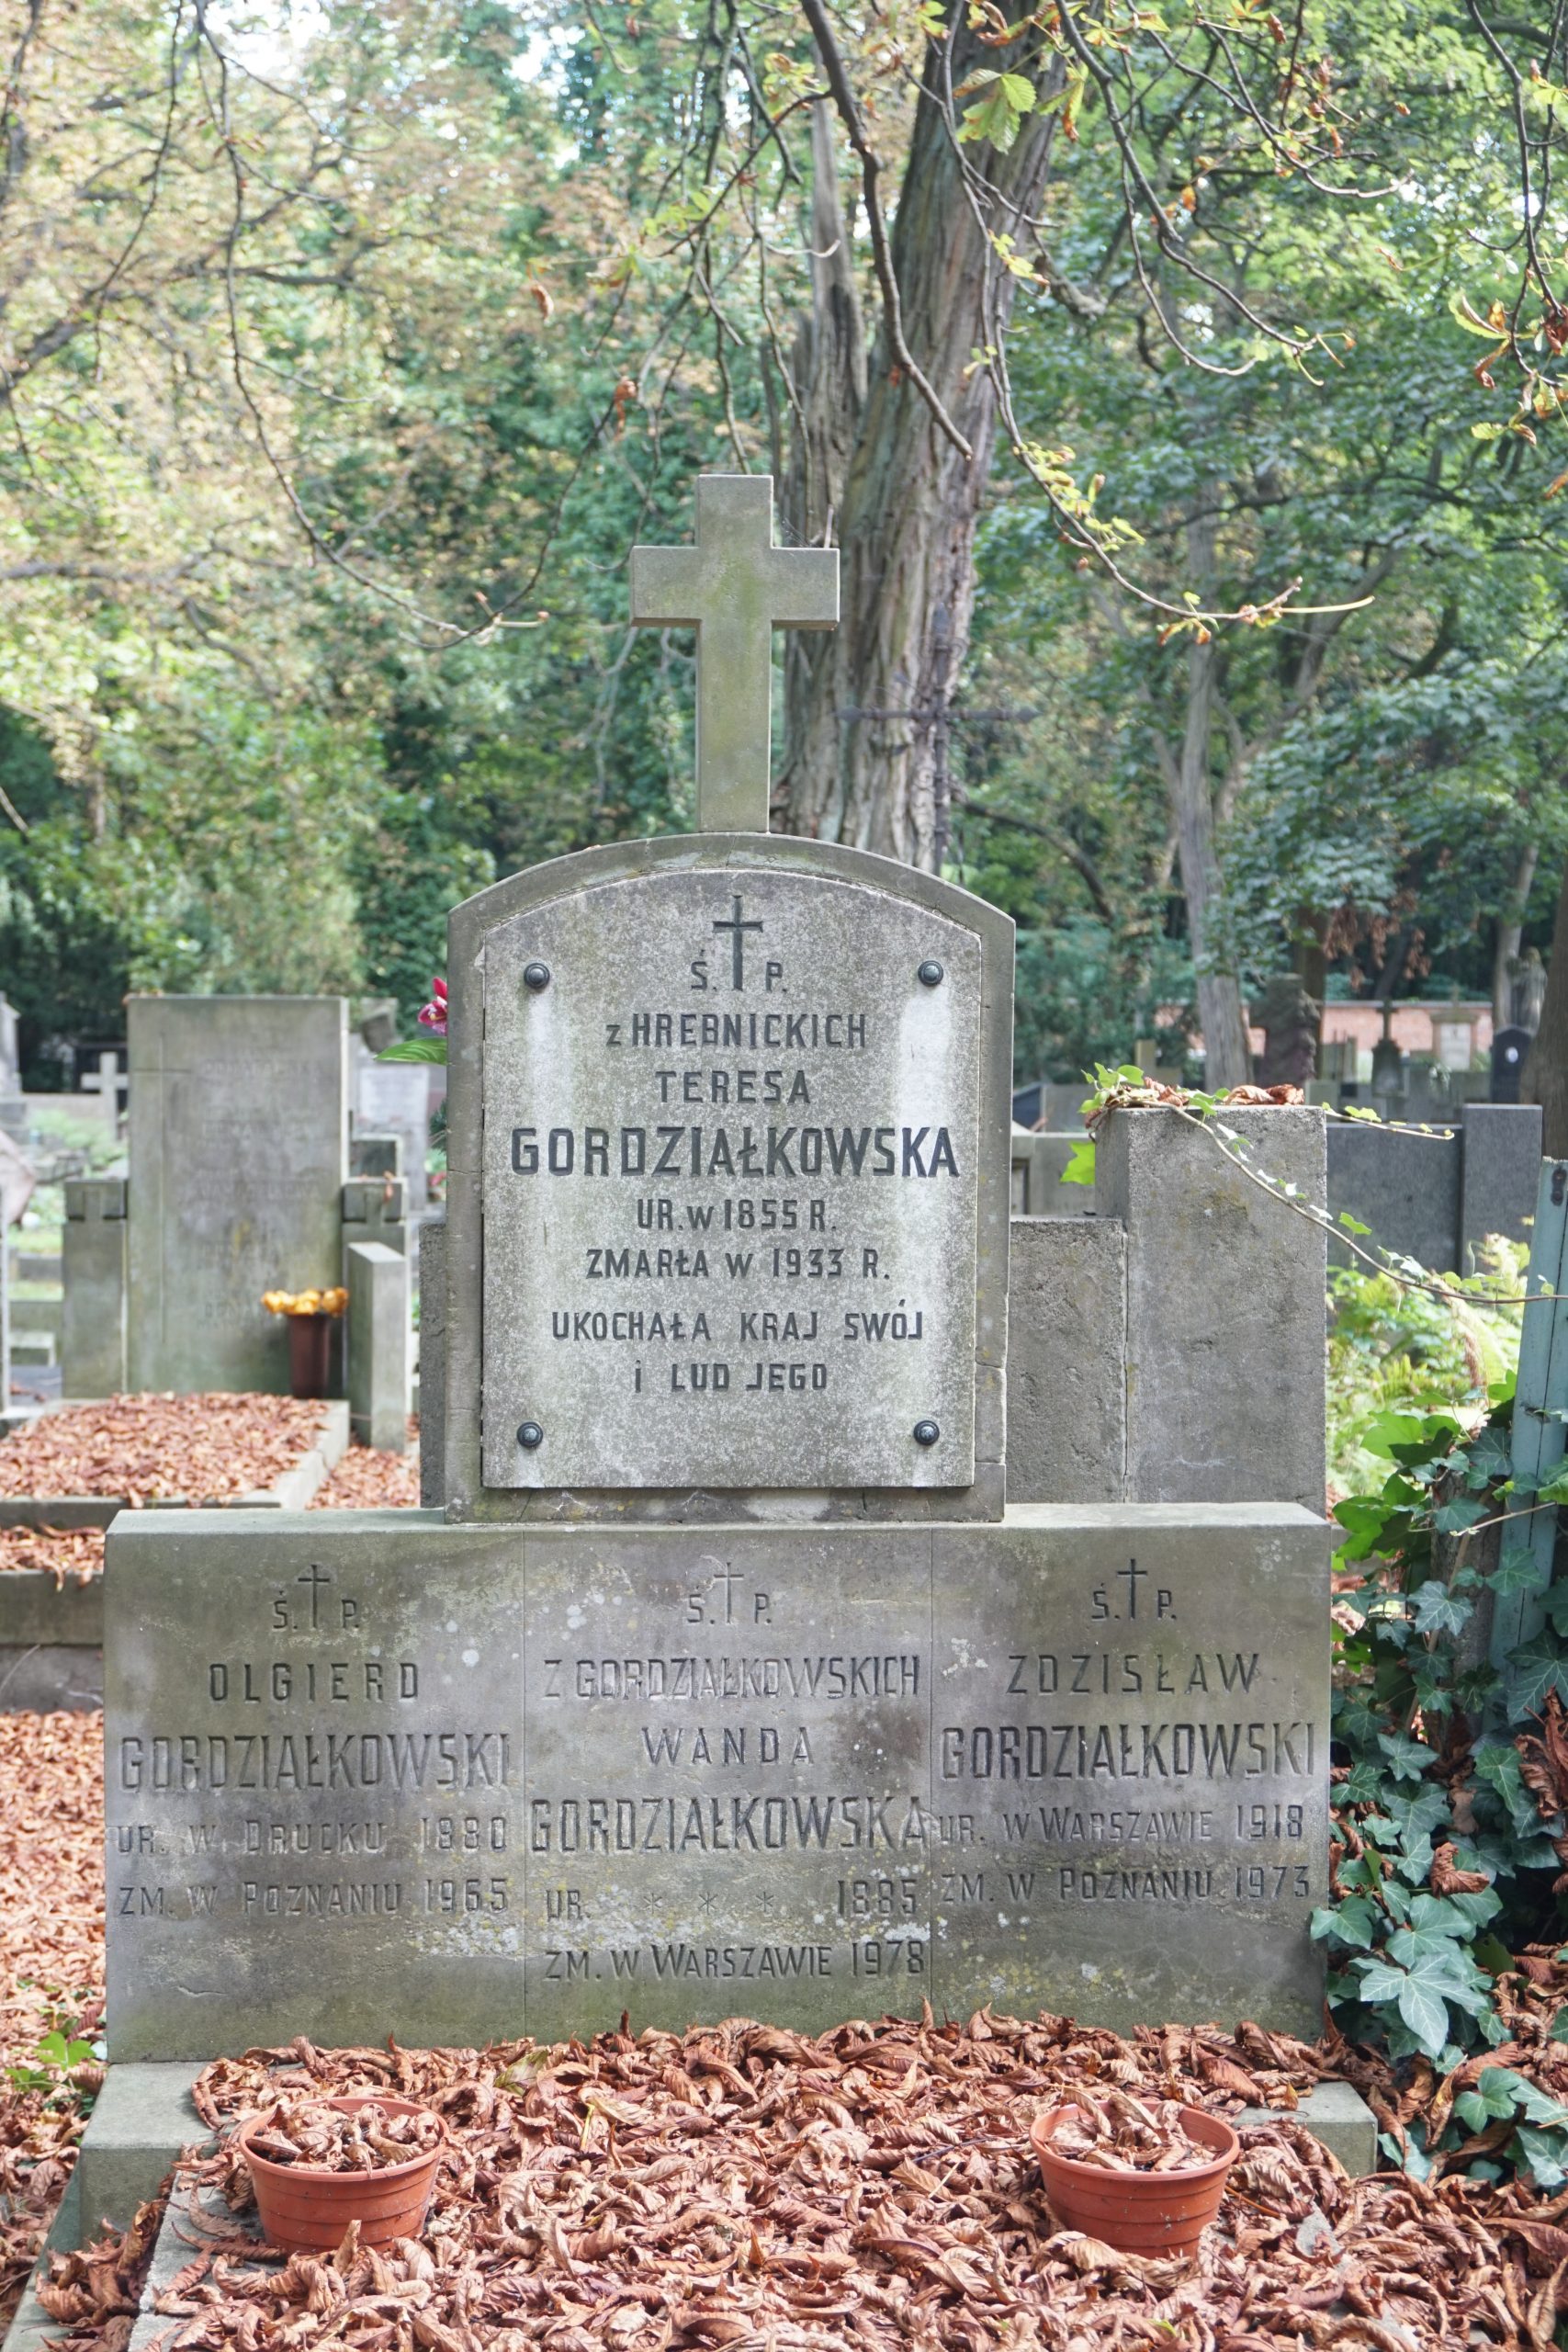 Ś. P.
z HREBNICKICH
TERESA
GORDZIAŁKOWSKA
UR. w 1855 R.
ZMARŁA w 1933 R.
UKOCHAŁA KRAJ SWÓJ
i LUD JEGO
Ś. P.
OLGIERD
GORDZIAŁKOWSKI
UR. W DRUCKU 1880
ZM. W POZNANIU 1965
Ś. P.
Z GORDZIAŁKOWSKICH
WANDA
GORDZIAŁKOWSKA
UR. * * * 1885
ZM. W WARSZAWIE 1978
Ś. P.
ZDZISŁAW
GORDZIAŁKOWSKI
UR. W WARSZAWIE 1918
ZM. W POZNANIU 1973